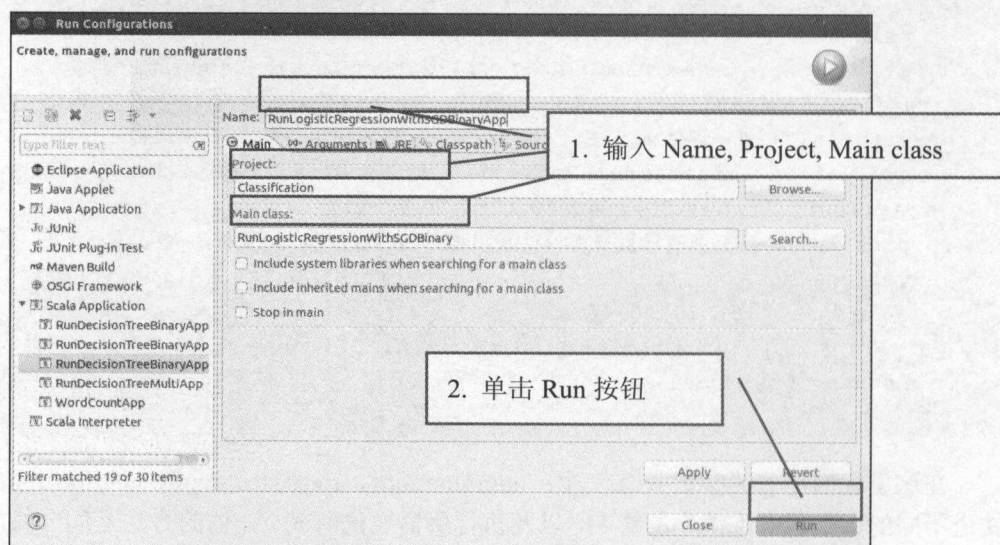 Run Configurations
Create, manage, and run configurations
Name: RunLogisticRegressionWithSGDBinaryApp
type filter text
Main Arguments JRE Classpath Sourc
1. 输入 Name, Project, Main class
Project:
Classification
Browse...
Main class:
RunLogisticRegressionWithSGDBinary
Search...
Include system libraries when searching for a main class
Include inherited mains when searching for a main class
Stop in main
Eclipse Application
Java Applet
Java Application
JUnit
JUnit Plug-in Test
Maven Build
OSGi Framework
Scala Application
RunDecisionTreeBinaryApp
RunDecisionTreeBinaryApp
RunDecisionTreeBinaryApp
RunDecisionTreeMultiApp
WordCountApp
Scala Interpreter
2. 单击 Run 按钮
Filter matched 19 of 30 items
Apply
Revert
Close
Run